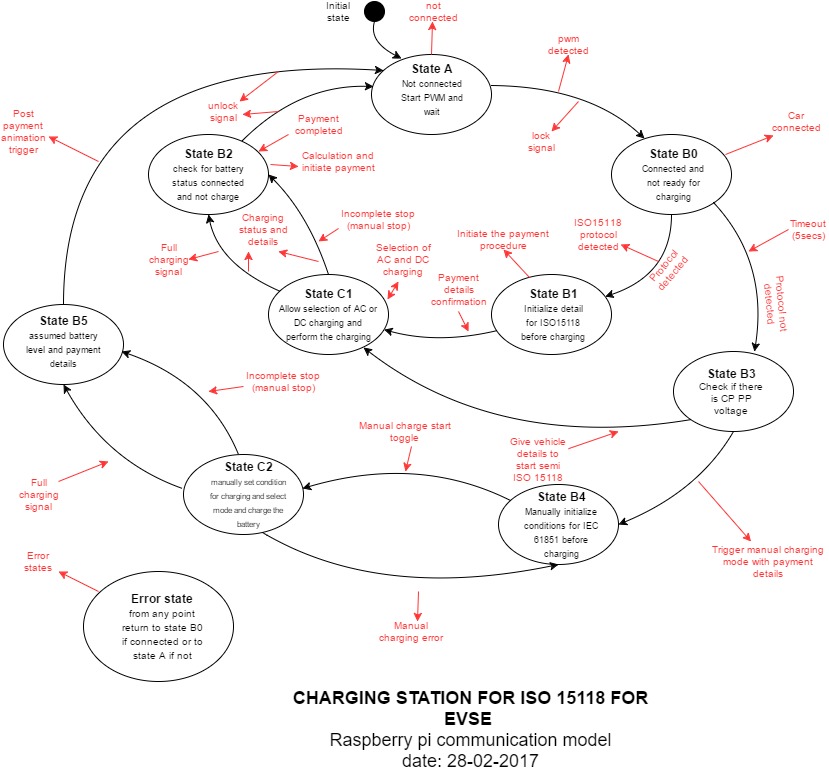 Initial
state
not
connected
State A
Not connected
Start PWM and
wait
pwm
detected
lock
signal
unlock
signal
Post
payment
animation
trigger
Payment
completed
Calculation and
initiate payment
State B2
check for battery
status connected
and not charge
State B0
Connected and
not ready for
charging
Car
connected
Timeout
(5secs)
ISO15118
protocol
detected
Protocol
detected
Protocol not
detected
Incomplete stop
(manual stop)
Charging
status and
details
Full
charging
signal
Selection of
AC and DC
charging
Initiate the payment
procedure
Payment
details
confirmation
State C1
Allow selection of AC or
DC charging and
perform the charging
State B1
Initialize detail
for ISO15118
before charging
State B5
assumed battery
level and payment
details
State B3
Check if there
is CP PP
voltage
Incomplete stop
(manual stop)
Manual charge start
toggle
Give vehicle
details to
start semi
ISO 15118
State C2
manually set condition
for charging and select
mode and charge the
battery
Full
charging
signal
State B4
Manually initialize
conditions for IEC
61851 before
charging
Trigger manual charging
mode with payment
details
Error
states
Error state
from any point
return to state B0
if connected or to
state A if not
Manual
charging error
CHARGING STATION FOR ISO 15118 FOR
EVSE
Raspberry pi communication model
date: 28-02-2017